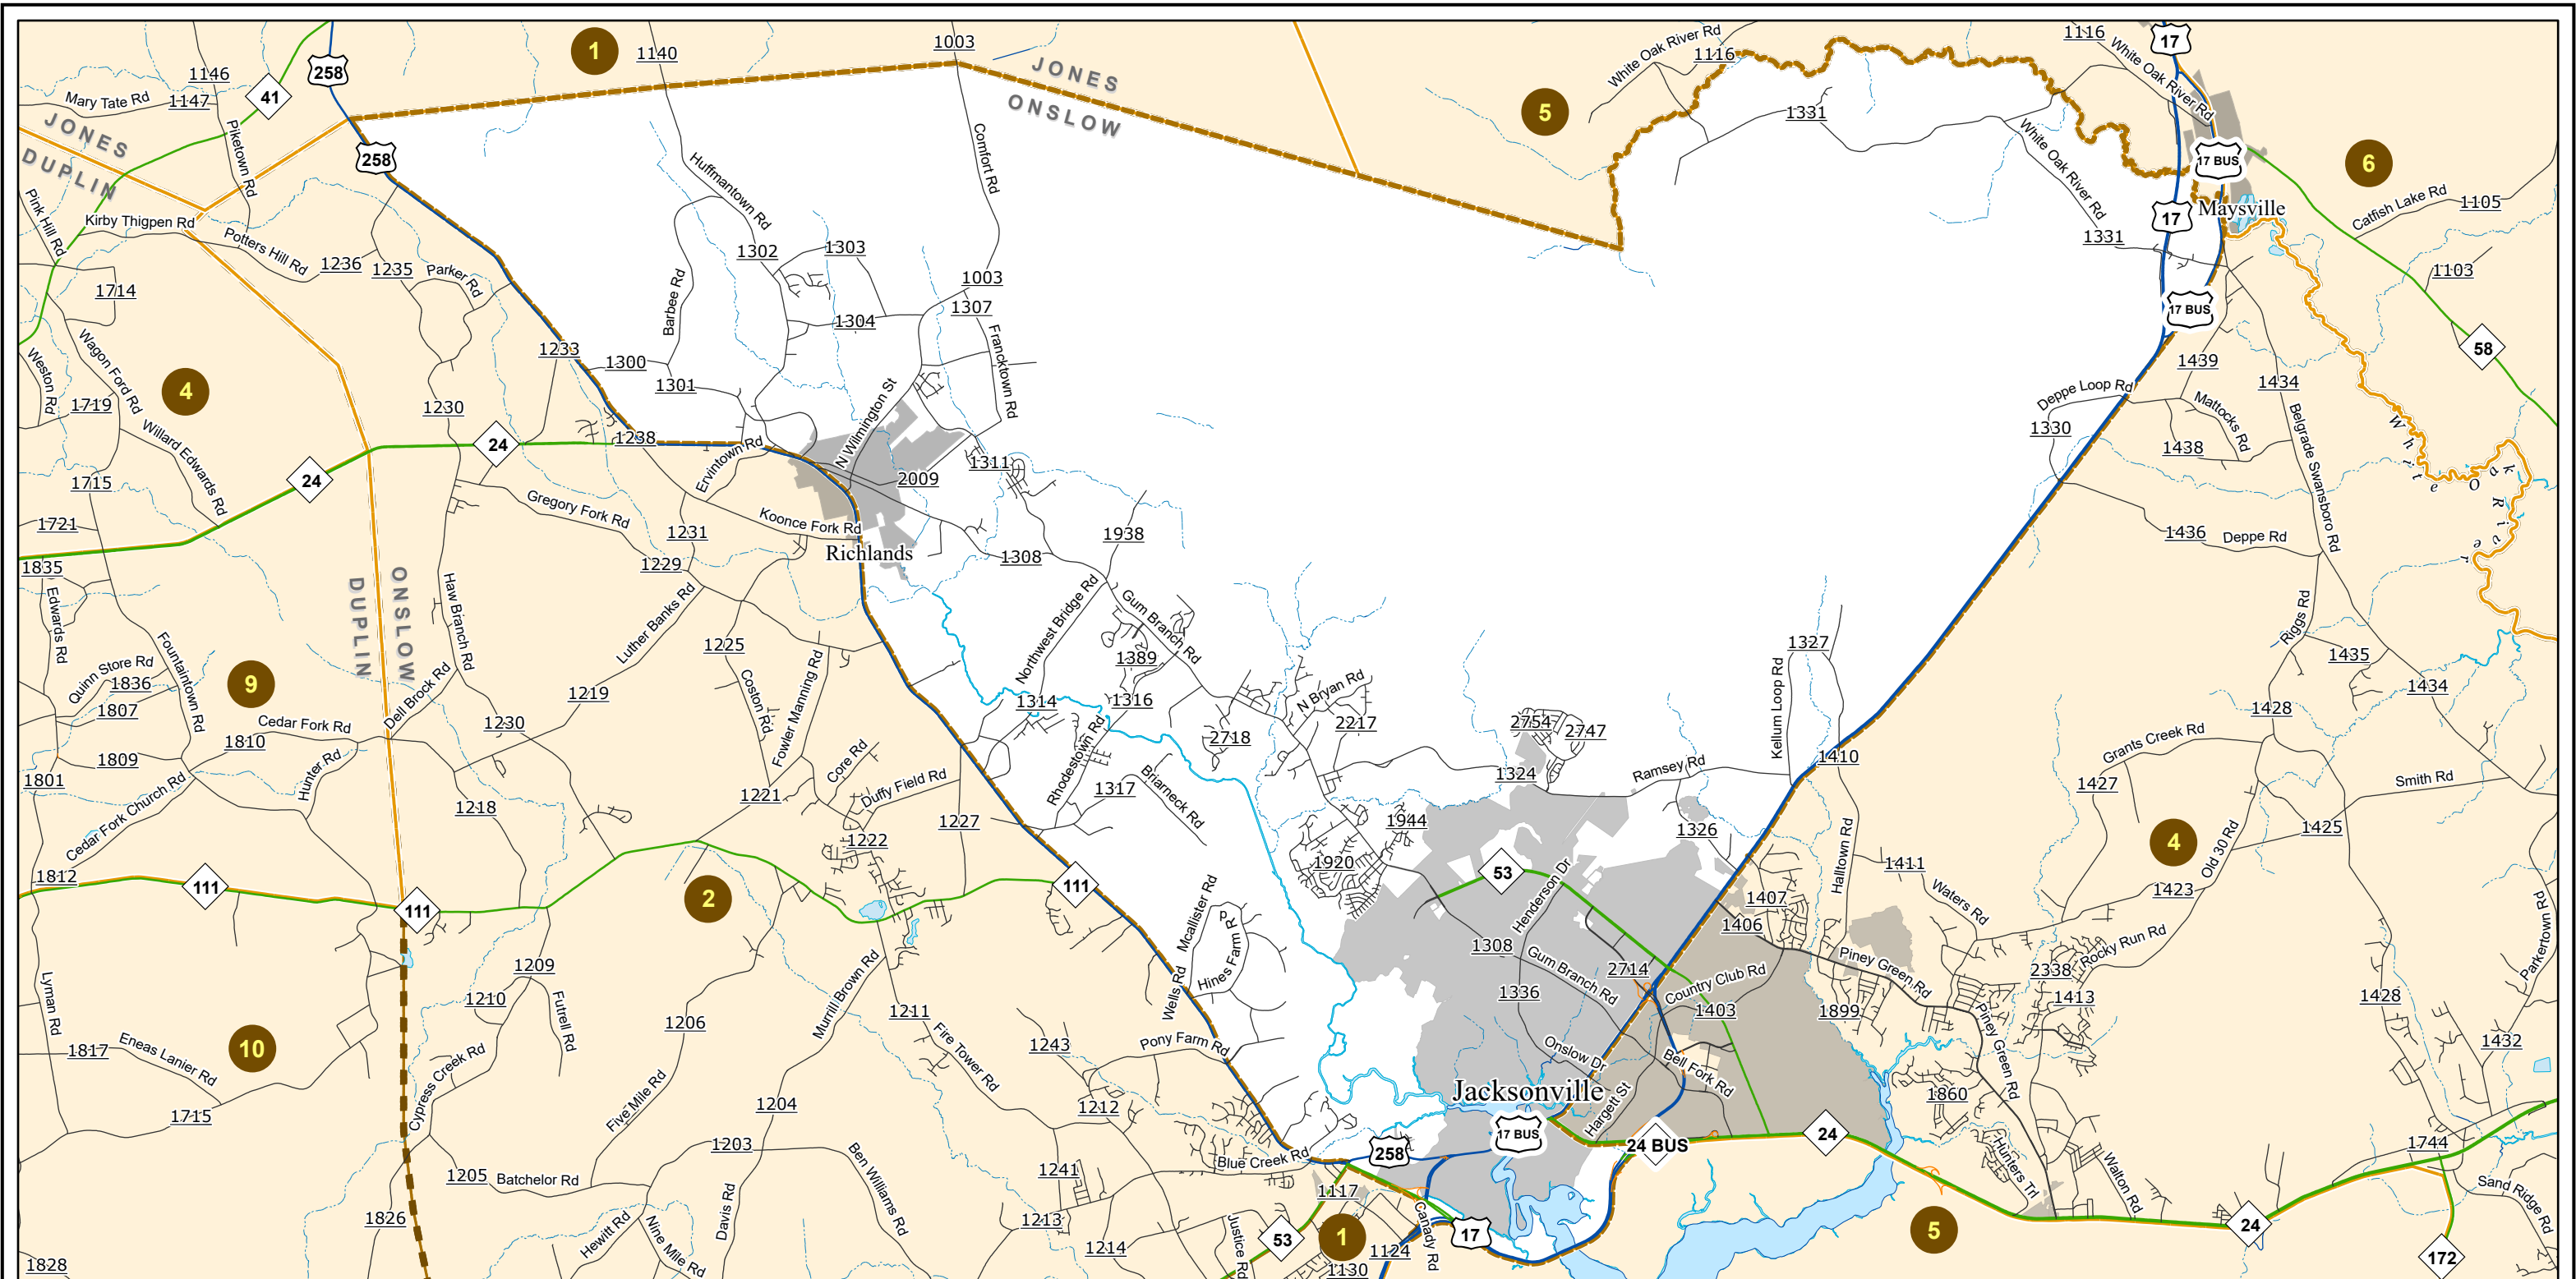 1
1140
1003
White Oak River Rd
1116
1116
17
White Oak River Rd
258
1146
41
Mary Tate Rd
1147
JONES
ONSLOW
5
1331
JONES
DUPLIN
Piketown Rd
258
Comfort Rd
Huffmantown Rd
White Oak River Rd
17 BUS
6
Catfish Lake Rd
1105
Pink Hill Rd
Kirby Thigpen Rd
Potters Hill Rd
1236
1235
Parker Rd
1302
1303
1003
17
Maysville
1331
1103
1714
Barbee Rd
1304
1307
Francktown Rd
17 BUS
58
Wagon Ford Rd
Weston Rd
4
1233
1300
1301
N Wilmington St
1439
1434
Deppe Loop Rd
1719
1230
Willard Edwards Rd
1330
Mattocks Rd
1438
Belgrade Swansboro Rd
White Oak River
24
24
1238
Ervintown Rd
2009
1311
1715
1721
Gregory Fork Rd
Koonce Fork Rd
1231
Richlands
1308
1938
1436
Deppe Rd
1835
Edwards Rd
DUPLIN
ONSLOW
Haw Branch Rd
1229
Luther Banks Rd
Northwest Bridge Rd
Gum Branch Rd
Riggs Rd
Fountaintown Rd
1225
1389
1327
1435
Quinn Store Rd
1836
9
1807
Dell Brock Rd
1219
Coston Rd
Fowler Manning Rd
1314
1316
N Bryan Rd
Kellum Loop Rd
1434
1428
Cedar Fork Rd
1810
1230
2718
2217
2754
2747
Grants Creek Rd
1809
Hunter Rd
Core Rd
Rhodestown Rd
1410
1801
Cedar Fork Church Rd
1218
1221
Duffy Field Rd
1317
Briarneck Rd
1324
Ramsey Rd
1427
Smith Rd
1227
1222
1944
1326
Halltown Rd
4
1425
Old 30 Rd
1812
111
111
2
111
1920
53
Henderson Dr
1411
1423
1407
1406
Waters Rd
Mcallister Rd
Hines Farm Rd
P
Parkertown Rd
1308
Gum Branch Rd
2714
Country Club Rd
Piney Green Rd
2338
Rocky Run Rd
1413
Lyman Rd
1209
1210
Futrell Rd
Murrill Brown Rd
Wells Rd
1336
1403
1899
1428
1206
1211
Fire Tower Rd
1243
Pony Farm Rd
Onslow Dr
Bell Fork Rd
Piney Green Rd
1432
1817
Eneas Lanier Rd
10
Cypress Creek Rd
Five Mile Rd
1204
1212
Jacksonville
Hargett St
1860
1715
1203
Ben Williams Rd
258
17 BUS
24 BUS
24
Hunters Trl
1744
1205
Batchelor Rd
Davis Rd
1241
Blue Creek Rd
1117
Walton Rd
Sand Ridge Rd
1826
Hewitt Rd
Nine Mile Rd
1213
Justice Rd
1
Canady Rd
17
5
24
1828
1214
53
1124
1130
172